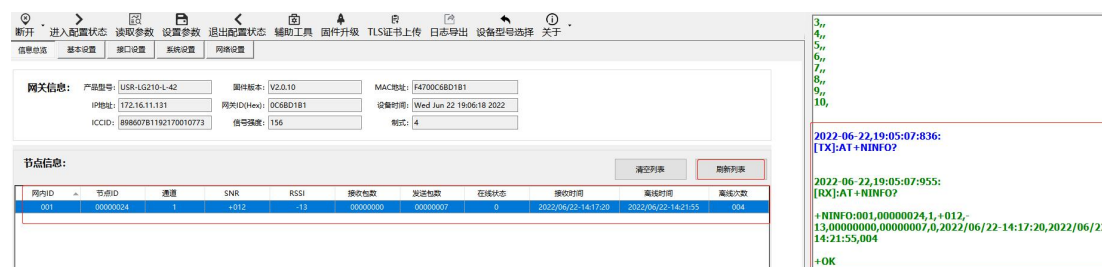 断开 进入配置状态 读取参数 设置参数 退出配置状态 辅助工具 固件升级 TLS证书上传 日志导出 设备型号选择 关于
信息总览 基本设置 接口设置 系统设置 网络设置
网关信息: 产品型号: USR-LG210-L-42 固件版本: V2.0.10 MAC地址: F4700C6BD1B1
IP地址: 172.16.11.131 网关ID(Hex): 0C6BD1B1 设备时间: Wed Jun 22 19:06:18 2022
ICCID: 898607B1192170010773 信号强度: 156 制式: 4
节点信息:
清空列表 刷新列表
网内ID 节点ID 通道 SNR RSSI 接收包数 发送包数 在线状态 接收时间 离线时间 离线次数
001 00000024 1 +012 -13 00000000 00000007 0 2022/06/22-14:17:20 2022/06/22-14:21:55 004
3,,
4,,
5,,
6,,
7,,
8,,
9,,
10,
2022-06-22,19:05:07:836:
[TX]:AT+NINFO?
2022-06-22,19:05:07:955:
[RX]:AT+NINFO?
+NINFO:001,00000024,1,+012,-
13,00000000,00000007,0,2022/06/22-14:17:20,2022/06/2
14:21:55,004
+OK